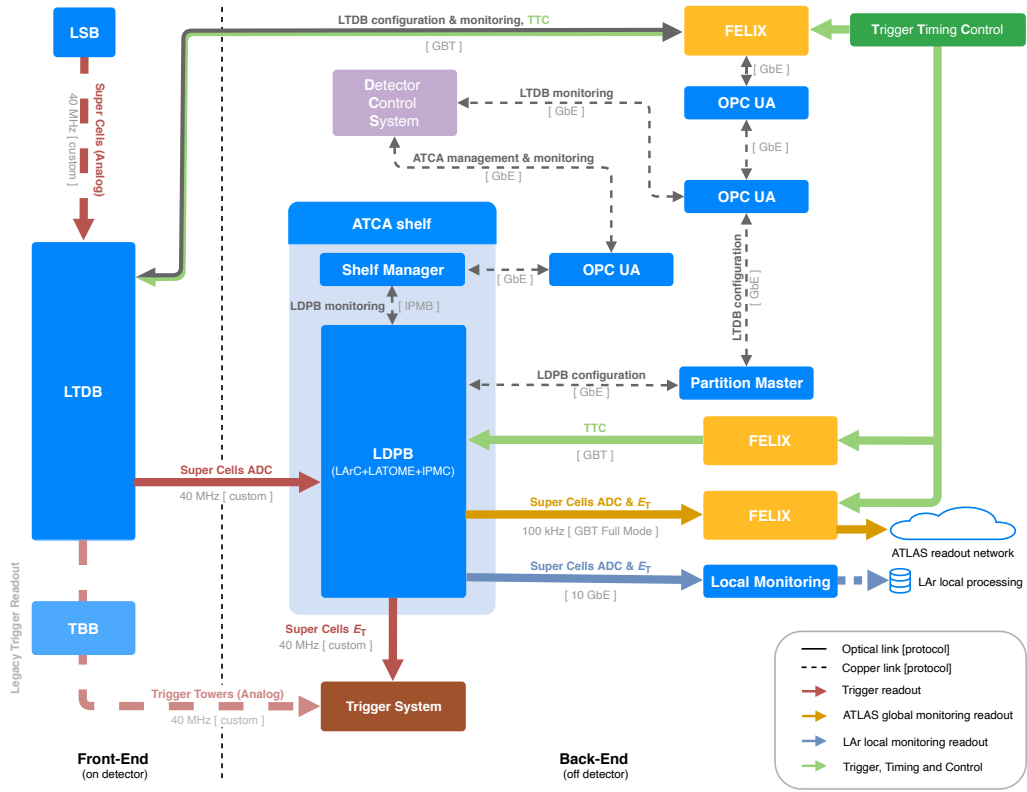 LTDB configuration & monitoring, TTC
[ GBT ]
LSB
FELIX
Trigger Timing Control
Super Cells (Analog)
40 MHz [ custom ]
[ GbE ]
Detector
Control
System
LTDB monitoring
[ GbE ]
OPC UA
[ GbE ]
ATCA management & monitoring
[ GbE ]
OPC UA
ATCA shelf
Shelf Manager
[ GbE ]
OPC UA
LTDB configuration
[ GbE ]
LDPB monitoring
[ IPMB ]
LTDB
LDPB configuration
[ GbE ]
Partition Master
TTC
[ GBT ]
FELIX
LDPB
(LArC+LATOME+IPMC)
Super Cells ADC
40 MHz [ custom ]
Super Cells ADC & ET
100 kHz [ GBT Full Mode ]
FELIX
ATLAS readout network
Super Cells ADC & ET
[ 10 GbE ]
Local Monitoring
LAr local processing
Legacy Trigger Readout
TBB
Super Cells ET
40 MHz [ custom ]
Trigger Towers (Analog)
40 MHz [ custom ]
Trigger System
Optical link [protocol]
Copper link [protocol]
Trigger readout
ATLAS global monitoring readout
LAr local monitoring readout
Trigger, Timing and Control
Front-End
(on detector)
Back-End
(off detector)